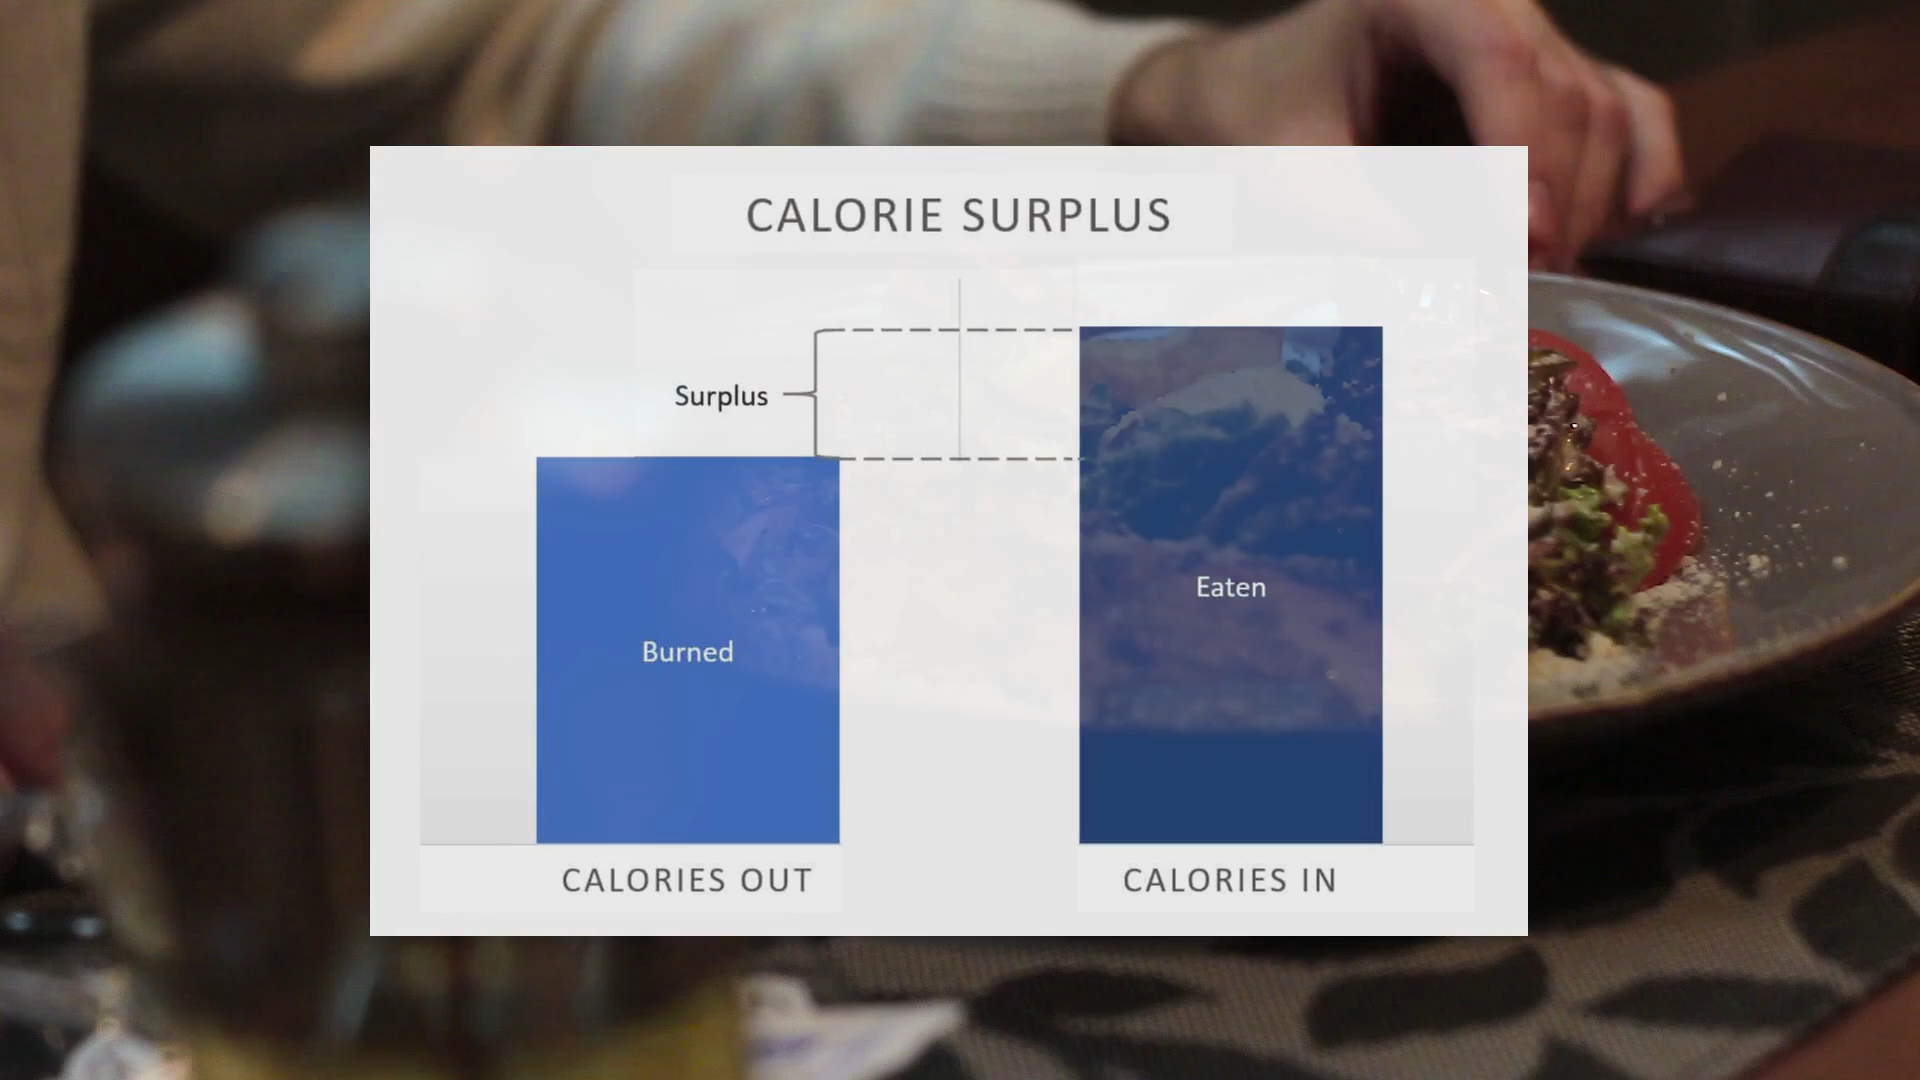 CALORIE SURPLUS
Surplus
Burned
Eaten
CALORIES OUT
CALORIES IN